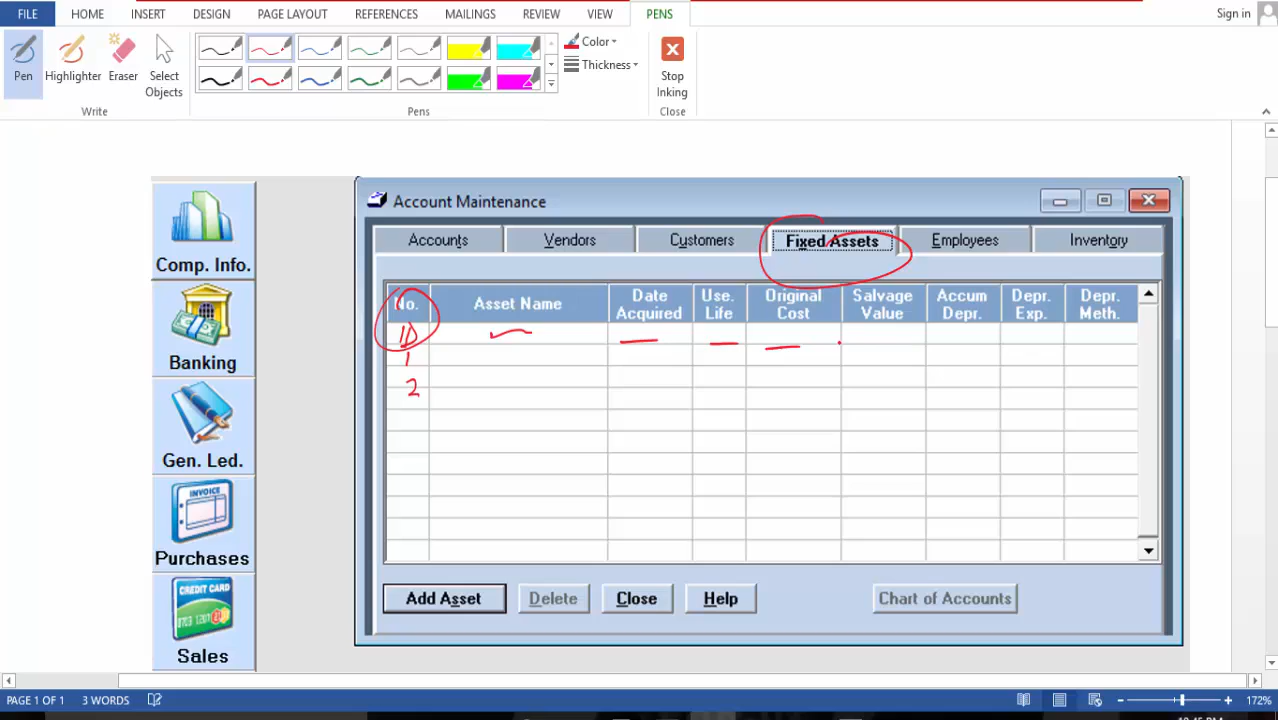 FILE HOME INSERT DESIGN PAGE LAYOUT REFERENCES MAILINGS REVIEW VIEW PENS Sign in
Pen Highlighter Eraser Select Objects Color Thickness Stop Inking
Write Pens Close
Account Maintenance
Accounts Vendors Customers Fixed Assets Employees Inventory
Comp. Info.
No. Asset Name Date Acquired Use. Life Original Cost Salvage Value Accum Depr. Depr. Exp. Depr. Meth.
1
Banking
2
Gen. Led.
INVOICE
Purchases
CREDIT CARD
Add Asset Delete Close Help Chart of Accounts
Sales
PAGE 1 OF 1 3 WORDS 172%